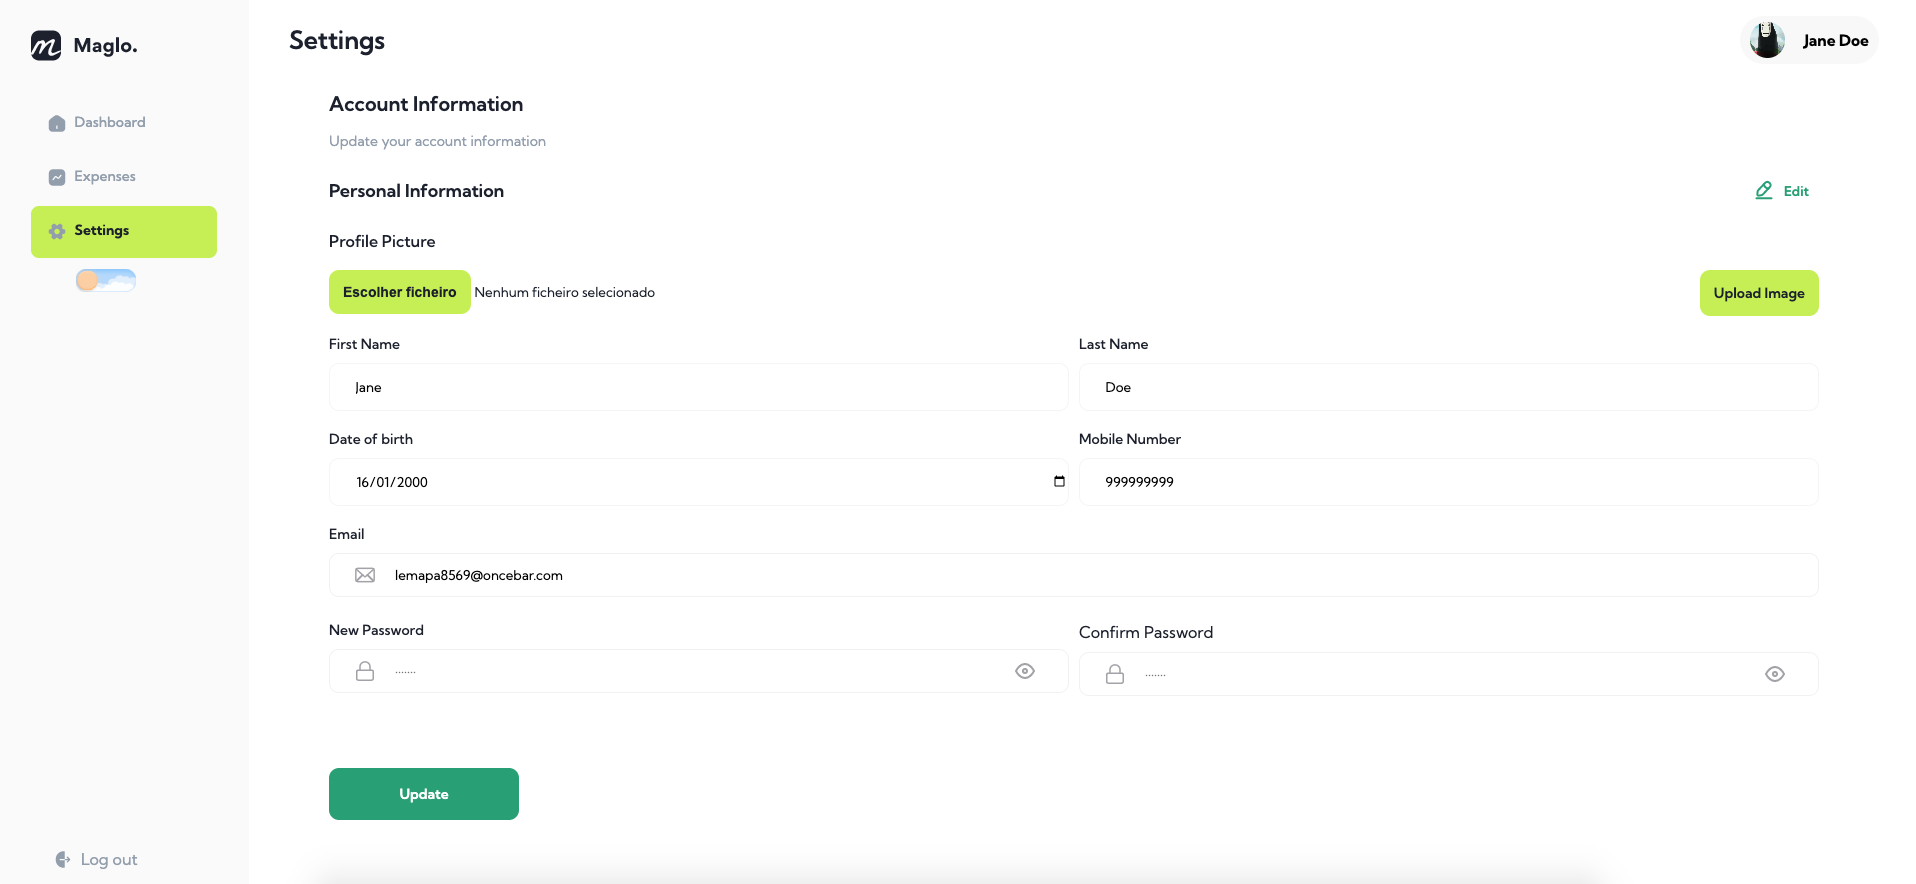 Maglo.
Dashboard
Expenses
Settings
Log out
Settings
Jane Doe
Account Information
Update your account information
Personal Information
Edit
Profile Picture
Escolher ficheiro Nenhum ficheiro selecionado
Upload Image
First Name
Last Name
Jane
Doe
Date of birth
Mobile Number
16/01/2000
999999999
Email
lemapa8569@oncebar.com
New Password
Confirm Password
.......
.......
Update